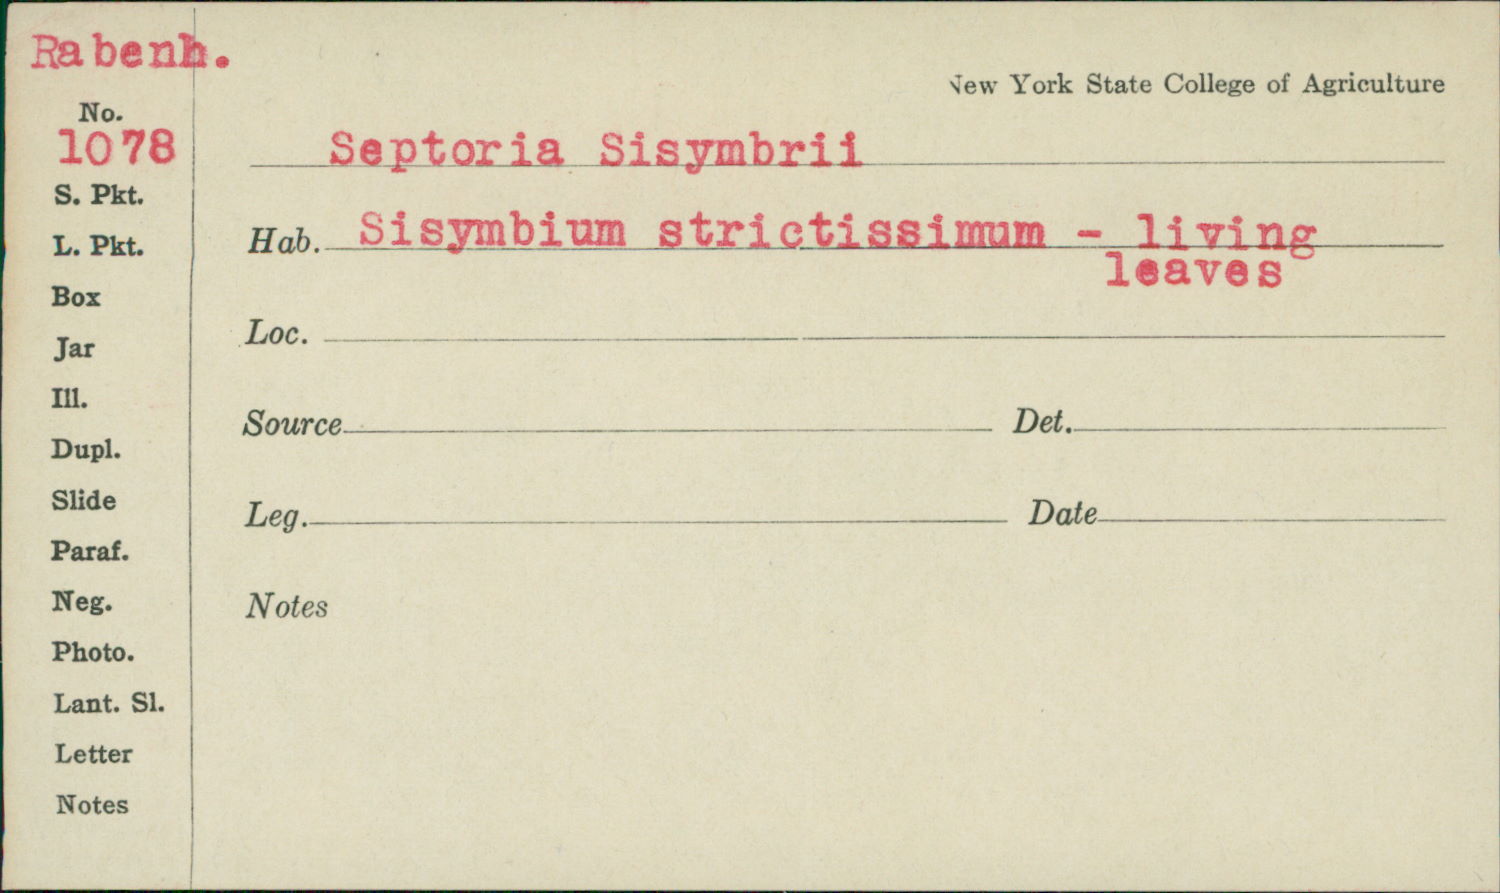 Rabenh.
New York State College of Agriculture
No.
1078
Septoria Sisymbrii
S. Pkt.
Hab. Sisymbium strictissimum - living
leaves
L. Pkt.
Box
Loc.
Jar
Ill.
Source Det.
Dupl.
Slide
Leg. Date
Paraf.
Neg.
Notes
Photo.
Lant. Sl.
Letter
Notes